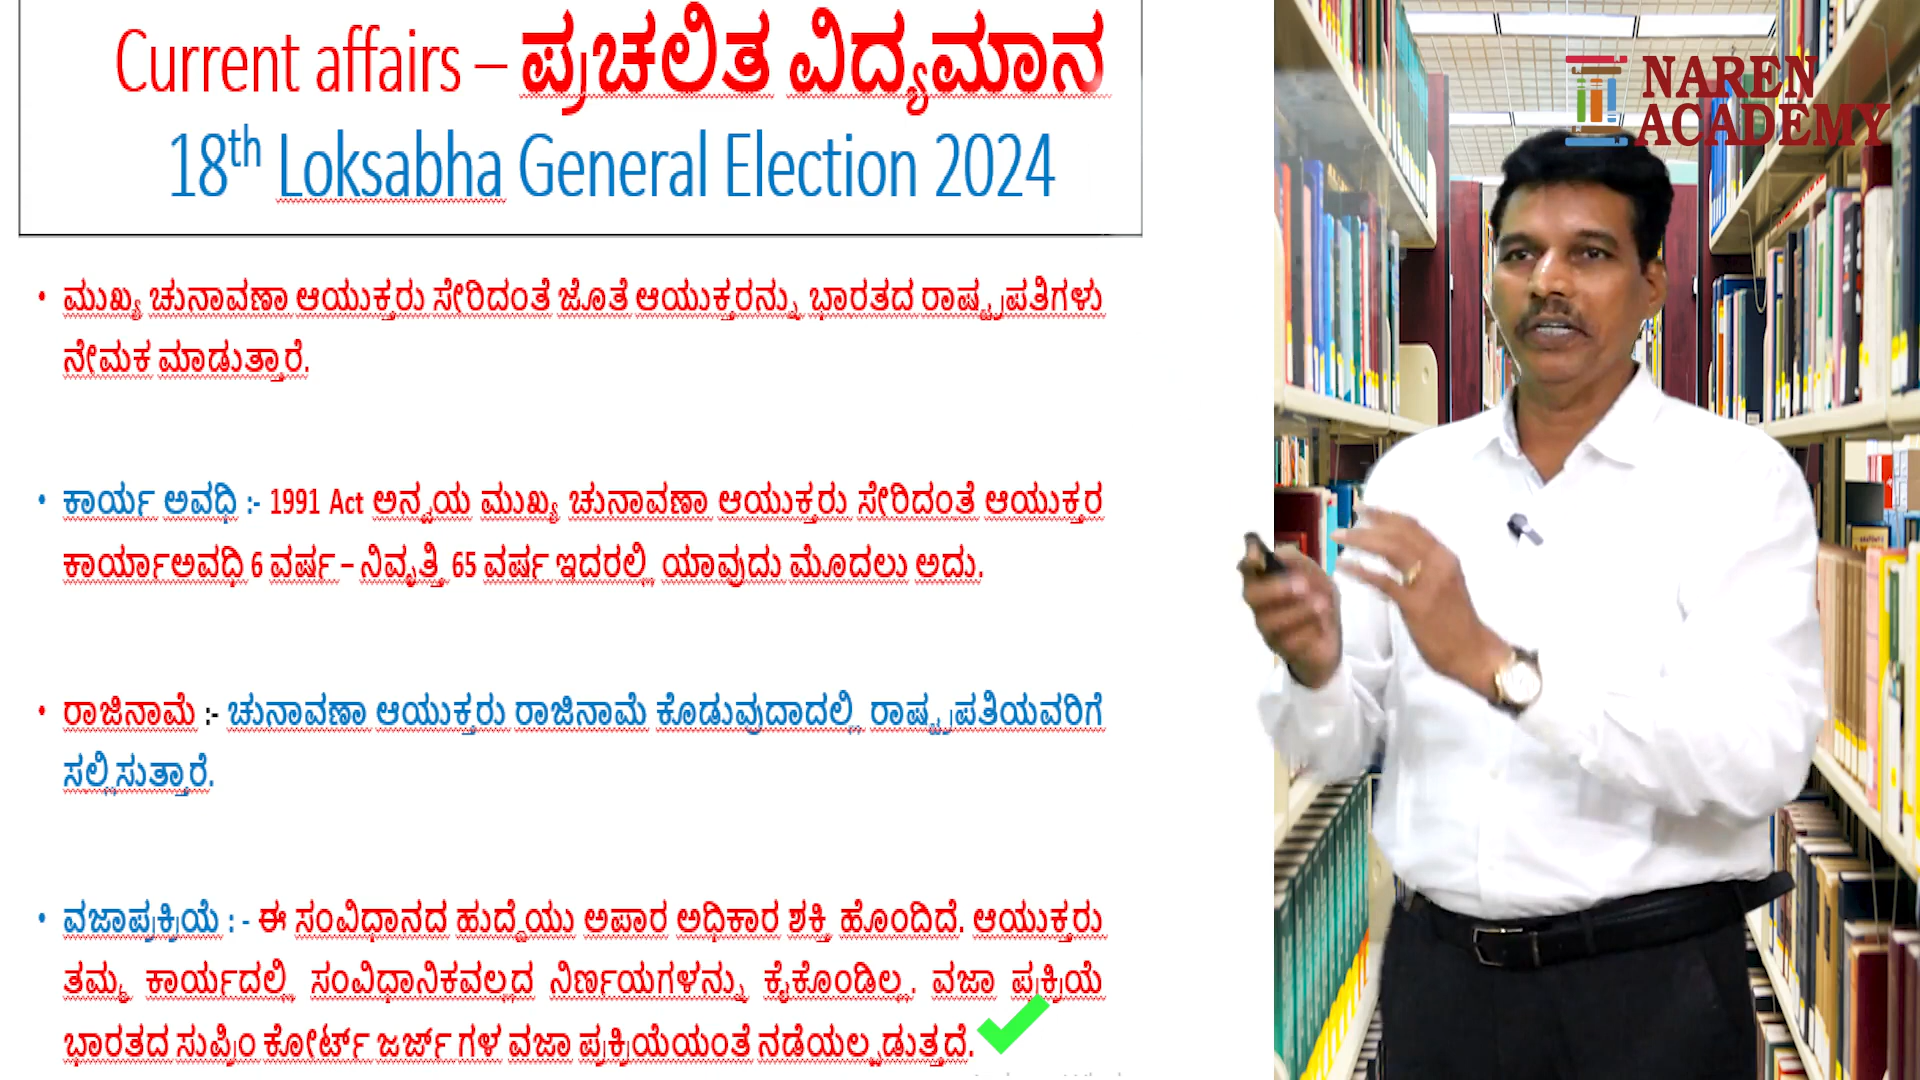 Current affairs – ಪ್ರಚಲಿತ ವಿದ್ಯಮಾನ
18th Loksabha General Election 2024
NAREN
ACADEMY
• ಮುಖ್ಯ ಚುನಾವಣಾ ಆಯುಕ್ತರು ಸೇರಿದಂತೆ ಜೊತೆ ಆಯುಕ್ತರನ್ನು ಭಾರತದ ರಾಷ್ಟ್ರಪತಿಗಳು
ನೇಮಕ ಮಾಡುತ್ತಾರೆ.
• ಕಾರ್ಯ ಅವಧಿ :- 1991 Act ಅನ್ವಯ ಮುಖ್ಯ ಚುನಾವಣಾ ಆಯುಕ್ತರು ಸೇರಿದಂತೆ ಆಯುಕ್ತರ
ಕಾರ್ಯಾಅವಧಿ 6 ವರ್ಷ – ನಿವೃತ್ತಿ 65 ವರ್ಷ ಇದರಲ್ಲಿ ಯಾವುದು ಮೊದಲು ಅದು.
• ರಾಜಿನಾಮೆ :- ಚುನಾವಣಾ ಆಯುಕ್ತರು ರಾಜಿನಾಮೆ ಕೊಡುವುದಾದಲ್ಲಿ ರಾಷ್ಟ್ರಪತಿಯವರಿಗೆ
ಸಲ್ಲಿಸುತ್ತಾರೆ.
• ವಜಾಪ್ರಕ್ರಿಯೆ : - ಈ ಸಂವಿಧಾನದ ಹುದ್ದೆಯು ಅಪಾರ ಅಧಿಕಾರ ಶಕ್ತಿ ಹೊಂದಿದೆ. ಆಯುಕ್ತರು
ತಮ್ಮ ಕಾರ್ಯದಲ್ಲಿ ಸಂವಿಧಾನಿಕವಲ್ಲದ ನಿರ್ಣಯಗಳನ್ನು ಕೈಕೊಂಡಿಲ್ಲ. ವಜಾ ಪ್ರಕ್ರಿಯೆ
ಭಾರತದ ಸುಪ್ರಿಂ ಕೋರ್ಟ್ ಜರ್ಜ್ ಗಳ ವಜಾ ಪ್ರಕ್ರಿಯೆಯಂತೆ ನಡೆಯಲ್ಪಡುತ್ತದೆ.